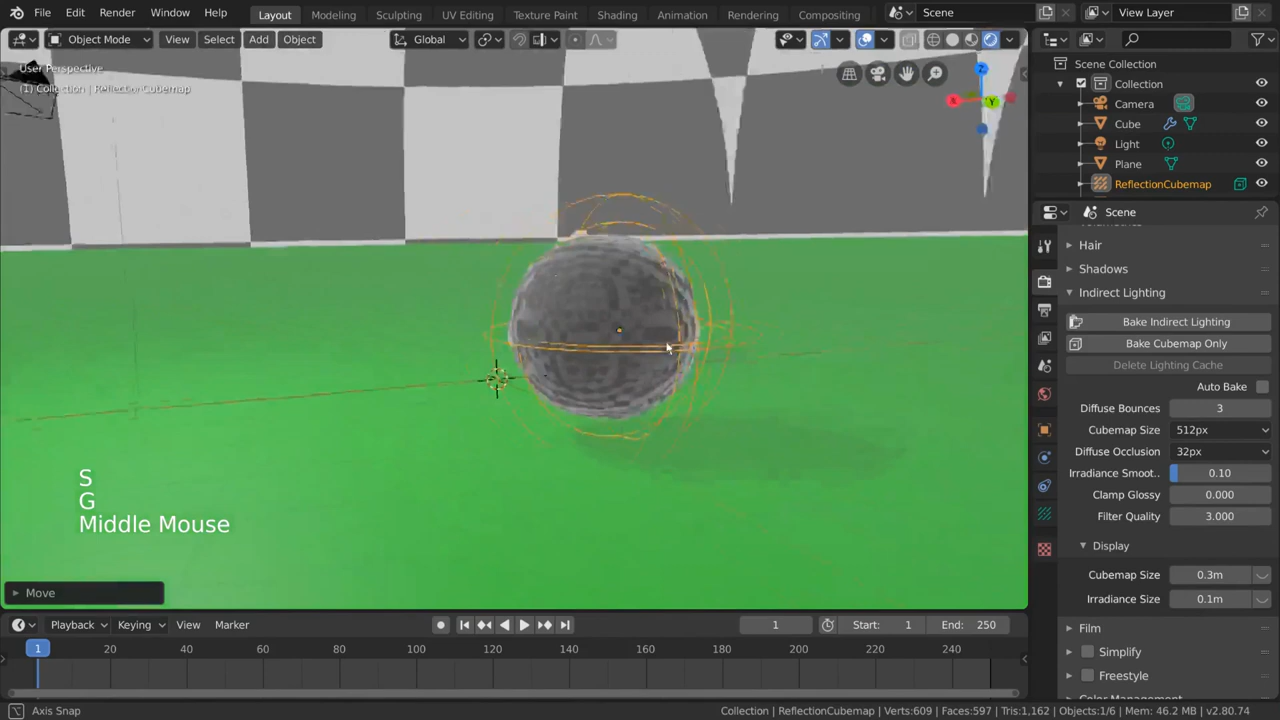 File Edit Render Window Help Layout Modeling Sculpting UV Editing Texture Paint Shading Animation Rendering Compositing Scene View Layer
Object Mode View Select Add Object Global
User Perspective
(1) Collection | ReflectionCubemap
Z
Y
Scene Collection
Collection
Camera
Cube
Light
Plane
ReflectionCubemap
Scene
Hair
Shadows
Indirect Lighting
Bake Indirect Lighting
Bake Cubemap Only
Delete Lighting Cache
Auto Bake
Diffuse Bounces 3
Cubemap Size 512px
Diffuse Occlusion 32px
Irradiance Smoot.. 0.10
Clamp Glossy 0.000
Filter Quality 3.000
Display
Cubemap Size 0.3m
Irradiance Size 0.1m
Film
Simplify
Freestyle
Color Management
S
G
Middle Mouse
Move
Playback Keying View Marker 1 Start: 1 End: 250
1 20 40 60 80 100 120 140 160 180 200 220 240
Axis Snap
Collection | ReflectionCubemap | Verts:609 | Faces:597 | Tris:1,162 | Objects:1/6 | Mem: 46.2 MB | v2.80.74